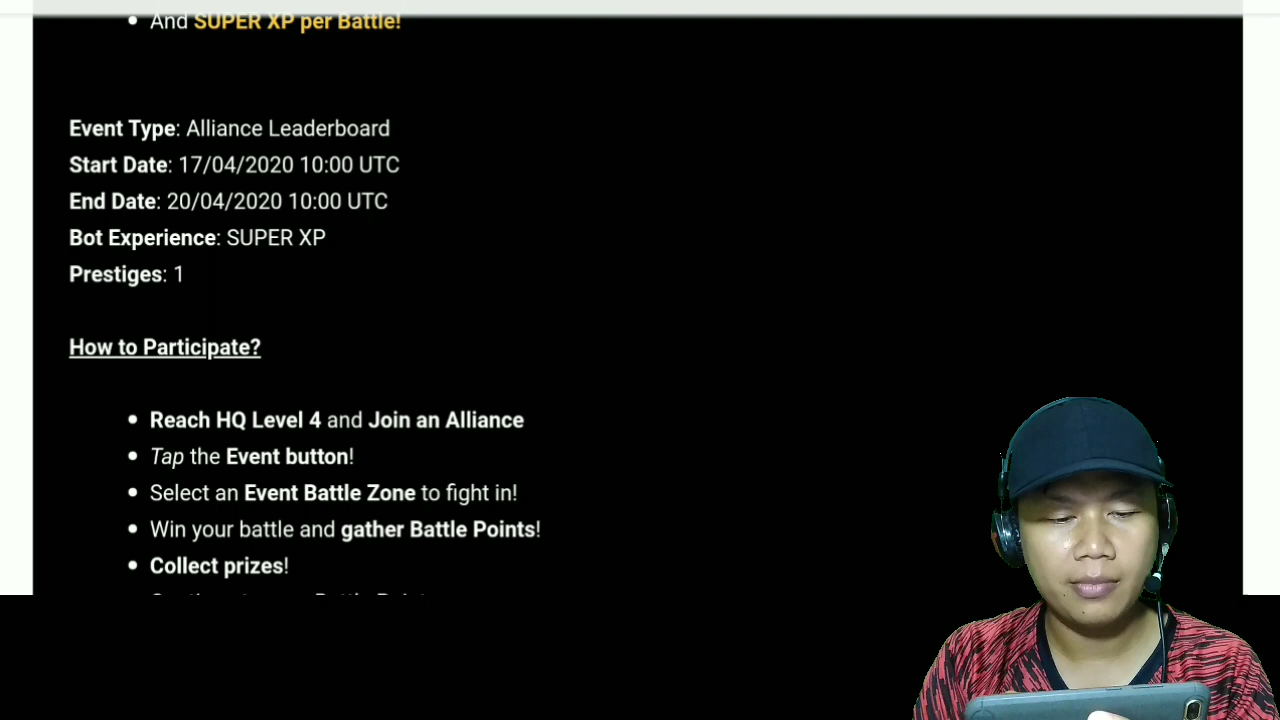 And SUPER XP per Battle!
Event Type: Alliance Leaderboard
Start Date: 17/04/2020 10:00 UTC
End Date: 20/04/2020 10:00 UTC
Bot Experience: SUPER XP
Prestiges: 1
How to Participate?
Reach HQ Level 4 and Join an Alliance
Tap the Event button!
Select an Event Battle Zone to fight in!
Win your battle and gather Battle Points!
Collect prizes!